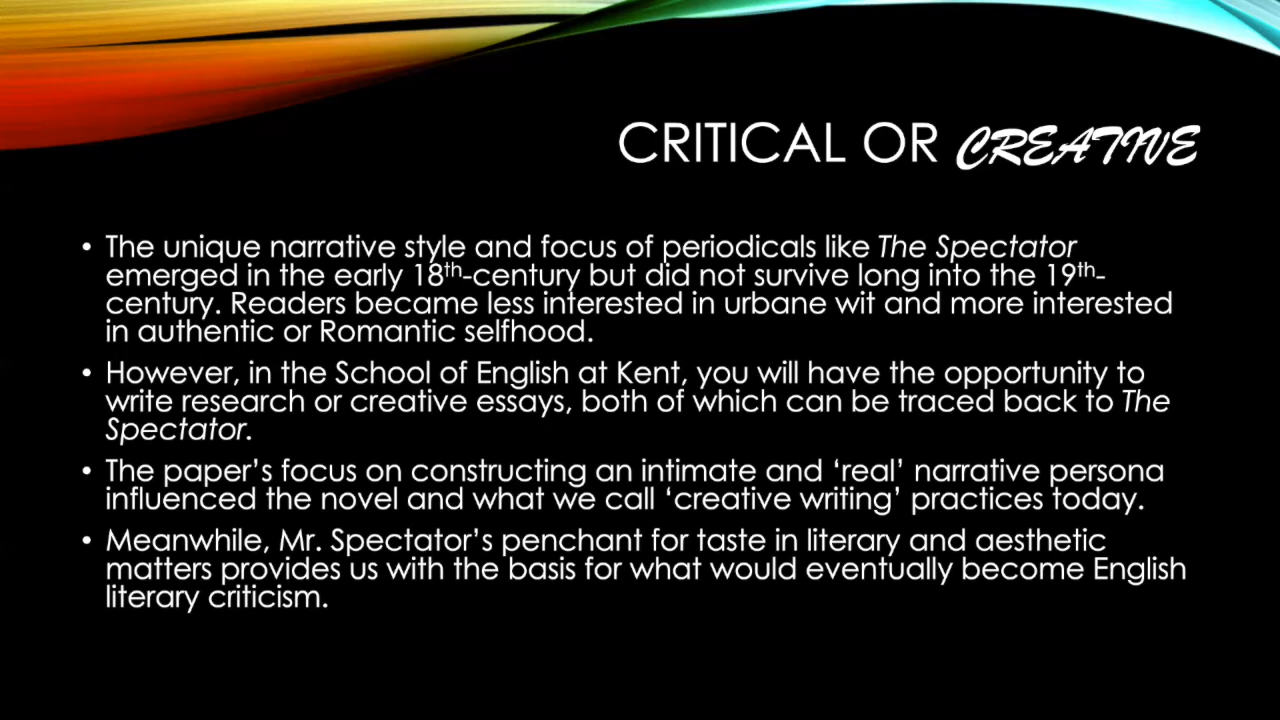 CRITICAL OR CREATIVE
• The unique narrative style and focus of periodicals like The Spectator
emerged in the early 18th-century but did not survive long into the 19th-
century. Readers became less interested in urbane wit and more interested
in authentic or Romantic selfhood.
• However, in the School of English at Kent, you will have the opportunity to
write research or creative essays, both of which can be traced back to The
Spectator.
• The paper’s focus on constructing an intimate and ‘real’ narrative persona
influenced the novel and what we call ‘creative writing’ practices today.
• Meanwhile, Mr. Spectator’s penchant for taste in literary and aesthetic
matters provides us with the basis for what would eventually become English
literary criticism.